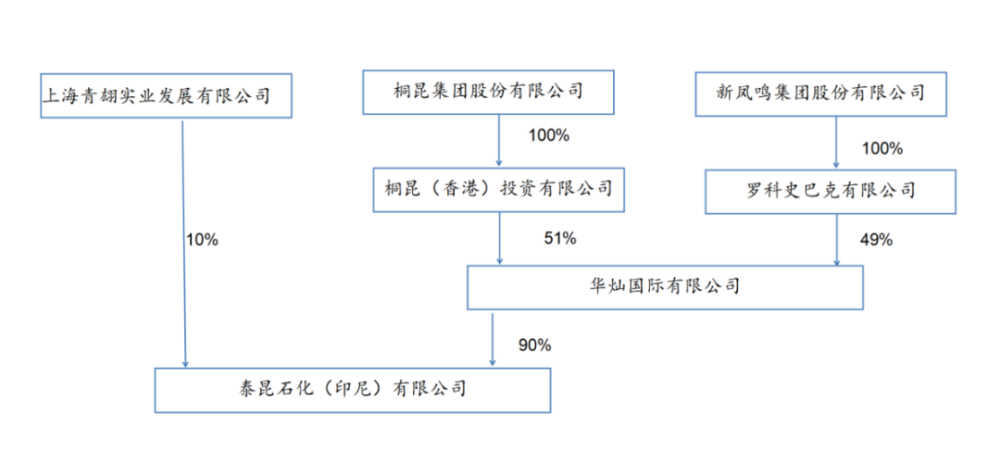 上海青翃实业发展有限公司
桐昆集团股份有限公司
新凤鸣集团股份有限公司
100%
100%
桐昆（香港）投资有限公司
罗科史巴克有限公司
10%
51%
49%
华灿国际有限公司
90%
泰昆石化（印尼）有限公司